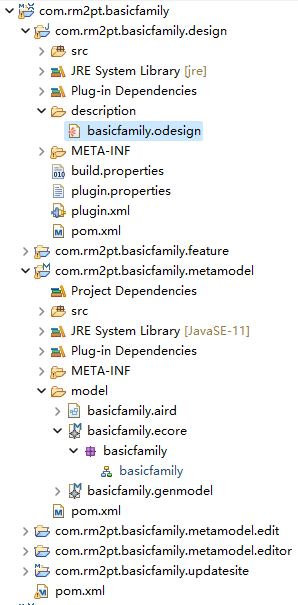 com.rm2pt.basicfamily
com.rm2pt.basicfamily.design
src
JRE System Library [jre]
Plug-in Dependencies
description
basicfamily.odesign
META-INF
build.properties
plugin.properties
plugin.xml
pom.xml
com.rm2pt.basicfamily.feature
com.rm2pt.basicfamily.metamodel
Project Dependencies
src
JRE System Library [JavaSE-11]
Plug-in Dependencies
META-INF
model
basicfamily.aird
basicfamily.ecore
basicfamily
basicfamily
basicfamily.genmodel
pom.xml
com.rm2pt.basicfamily.metamodel.edit
com.rm2pt.basicfamily.metamodel.editor
com.rm2pt.basicfamily.updatesite
pom.xml